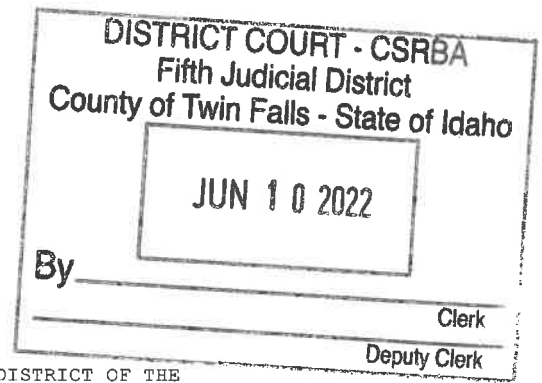 DISTRICT COURT - CSRBA
Fifth Judicial District
County of Twin Falls - State of Idaho
JUN 10 2022
By
Clerk
Deputy Clerk
DISTRICT OF THE